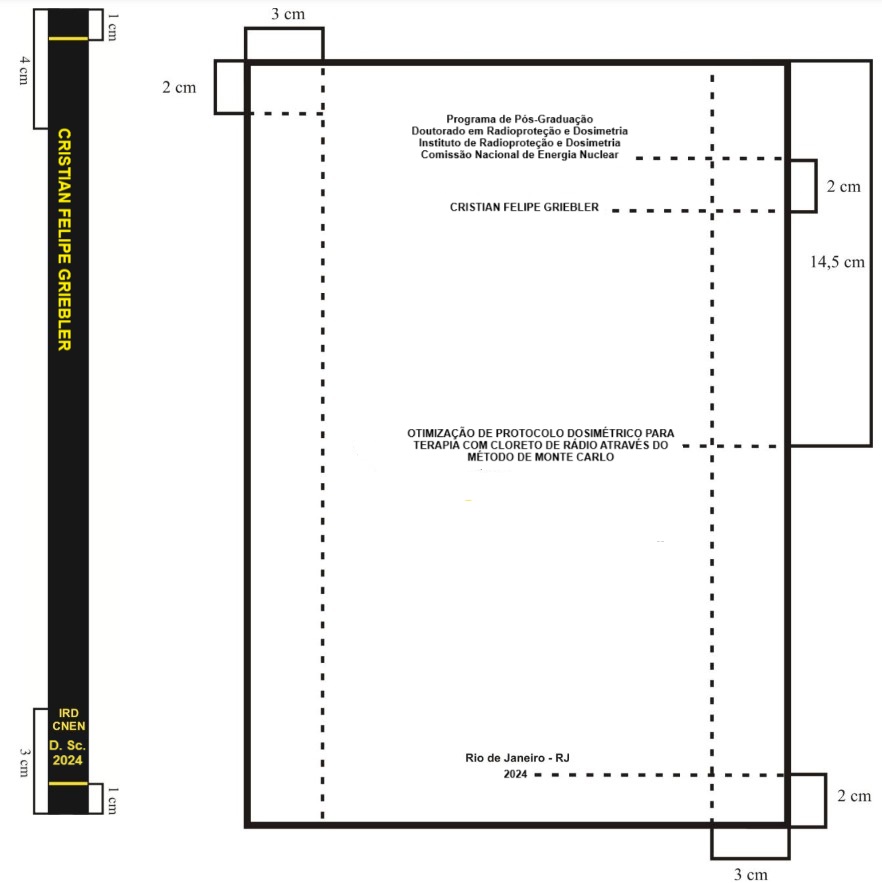 1 cm
4 cm
CRISTIAN FELIPE GRIEBLER
IRD
CNEN
D. Sc.
2024
3 cm
1 cm
3 cm
2 cm
Programa de Pós-Graduação
Doutorado em Radioproteção e Dosimetria
Instituto de Radioproteção e Dosimetria
Comissão Nacional de Energia Nuclear
2 cm
CRISTIAN FELIPE GRIEBLER
14,5 cm
OTIMIZAÇÃO DE PROTOCOLO DOSIMÉTRICO PARA
TERAPIA COM CLORETO DE RÁDIO ATRAVÉS DO
MÉTODO DE MONTE CARLO
Rio de Janeiro - RJ
2024
2 cm
3 cm